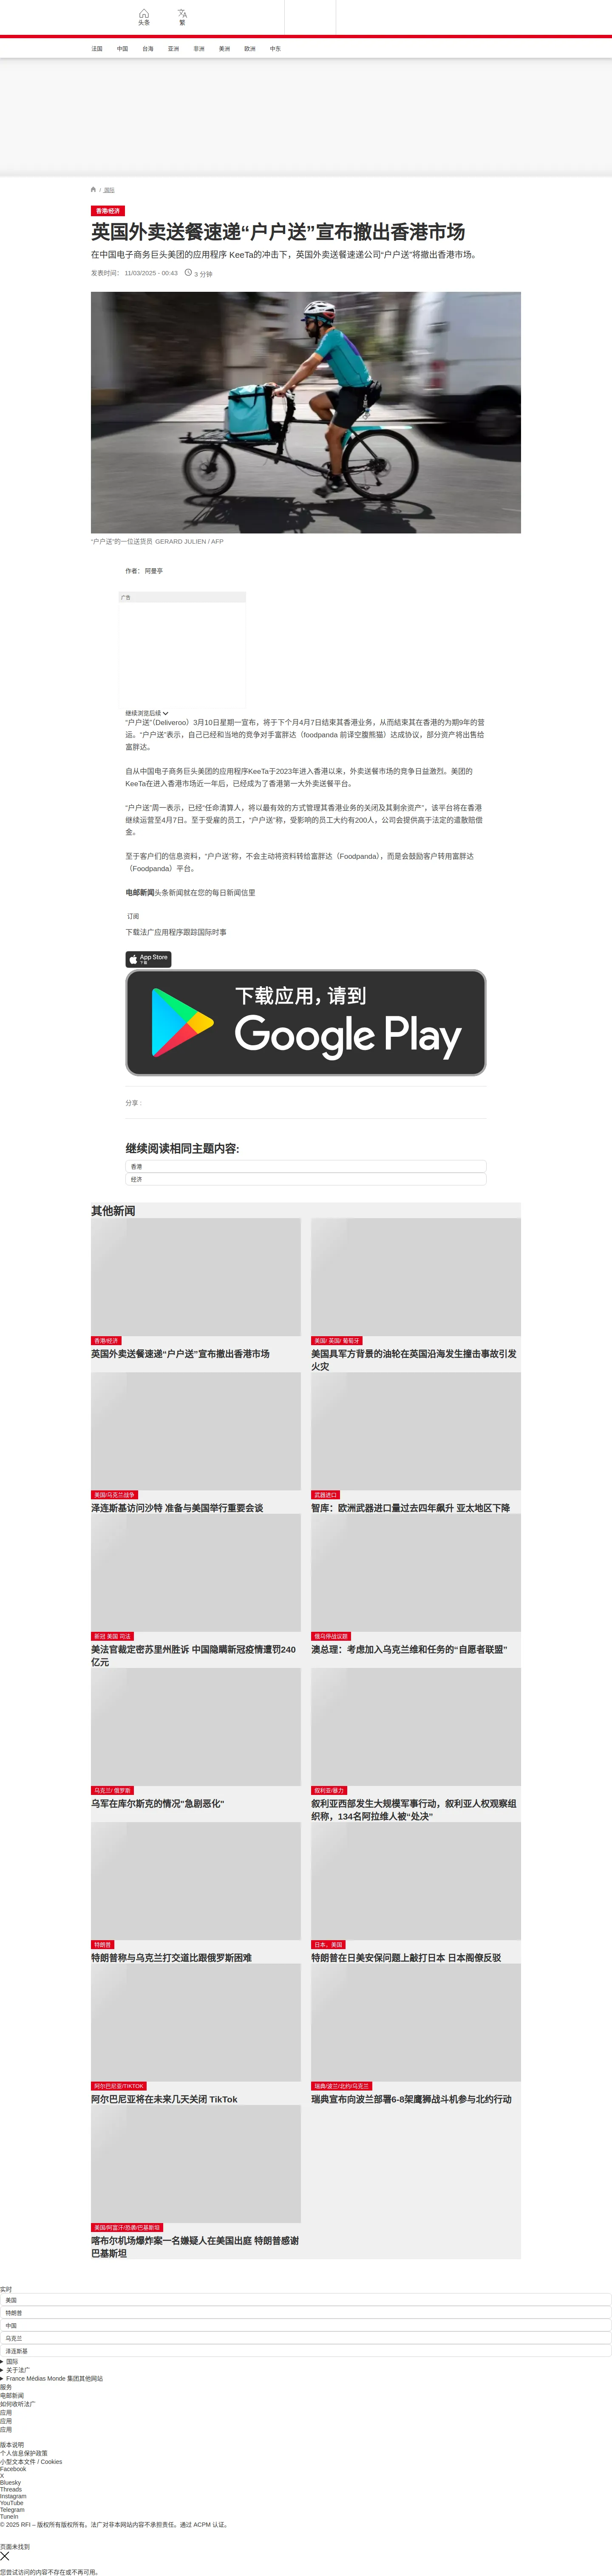 头条
繁
法国 中国 台海 亚洲 非洲 美洲 欧洲 中东
/ 国际
香港/经济
英国外卖送餐速递“户户送”宣布撤出香港市场
在中国电子商务巨头美团的应用程序 KeeTa的冲击下，英国外卖送餐速递公司“户户送”将撤出香港市场。
发表时间： 11/03/2025 - 00:43 3 分钟
“户户送”的一位送货员 GERARD JULIEN / AFP
作者： 阿曼亭
广告
继续浏览后续
“户户送”（Deliveroo）3月10日星期一宣布，将于下个月4月7日结束其香港业务，从而结束其在香港的为期9年的营
运。“户户送”表示，自己已经和当地的竞争对手富胖达（foodpanda 前译空腹熊猫）达成协议，部分资产将出售给
富胖达。
自从中国电子商务巨头美团的应用程序KeeTa于2023年进入香港以来，外卖送餐市场的竞争日益激烈。美团的
KeeTa在进入香港市场近一年后，已经成为了香港第一大外卖送餐平台。
“户户送”周一表示，已经“任命清算人，将以最有效的方式管理其香港业务的关闭及其剩余资产”，该平台将在香港
继续运营至4月7日。至于受雇的员工，“户户送”称，受影响的员工大约有200人，公司会提供高于法定的遣散赔偿
金。
至于客户们的信息资料，“户户送”称，不会主动将资料转给富胖达（Foodpanda），而是会鼓励客户转用富胖达
（Foodpanda）平台。
电邮新闻头条新闻就在您的每日新闻信里
订阅
下载法广应用程序跟踪国际时事
App Store
下载
下载应用，请到
Google Play
分享 :
继续阅读相同主题内容:
香港
经济
其他新闻
香港/经济
英国外卖送餐速递“户户送”宣布撤出香港市场
美国/ 英国/ 葡萄牙
美国具军方背景的油轮在英国沿海发生撞击事故引发
火灾
美国/乌克兰战争
泽连斯基访问沙特 准备与美国举行重要会谈
武器进口
智库：欧洲武器进口量过去四年飙升 亚太地区下降
新冠 美国 司法
美法官裁定密苏里州胜诉 中国隐瞒新冠疫情遭罚240
亿元
俄乌停战议题
澳总理：考虑加入乌克兰维和任务的“自愿者联盟”
乌克兰/ 俄罗斯
乌军在库尔斯克的情况"急剧恶化"
叙利亚/暴力
叙利亚西部发生大规模军事行动，叙利亚人权观察组
织称，134名阿拉维人被“处决”
特朗普
特朗普称与乌克兰打交道比跟俄罗斯困难
日本、美国
特朗普在日美安保问题上敲打日本 日本阁僚反驳
阿尔巴尼亚/TIKTOK
阿尔巴尼亚将在未来几天关闭 TikTok
瑞典/波兰/北约/乌克兰
瑞典宣布向波兰部署6-8架鹰狮战斗机参与北约行动
美国/阿富汗/恐袭/巴基斯坦
喀布尔机场爆炸案一名嫌疑人在美国出庭 特朗普感谢
巴基斯坦
实时
美国
特朗普
中国
乌克兰
泽连斯基
国际
关于法广
France Médias Monde 集团其他网站
服务
电邮新闻
如何收听法广
应用
应用
应用
版本说明
个人信息保护政策
小型文本文件 / Cookies
Facebook
X
Bluesky
Threads
Instagram
YouTube
Telegram
TuneIn
© 2025 RFI – 版权所有版权所有。法广对非本网站内容不承担责任。通过 ACPM 认证。
页面未找到
您尝试访问的内容不存在或不再可用。